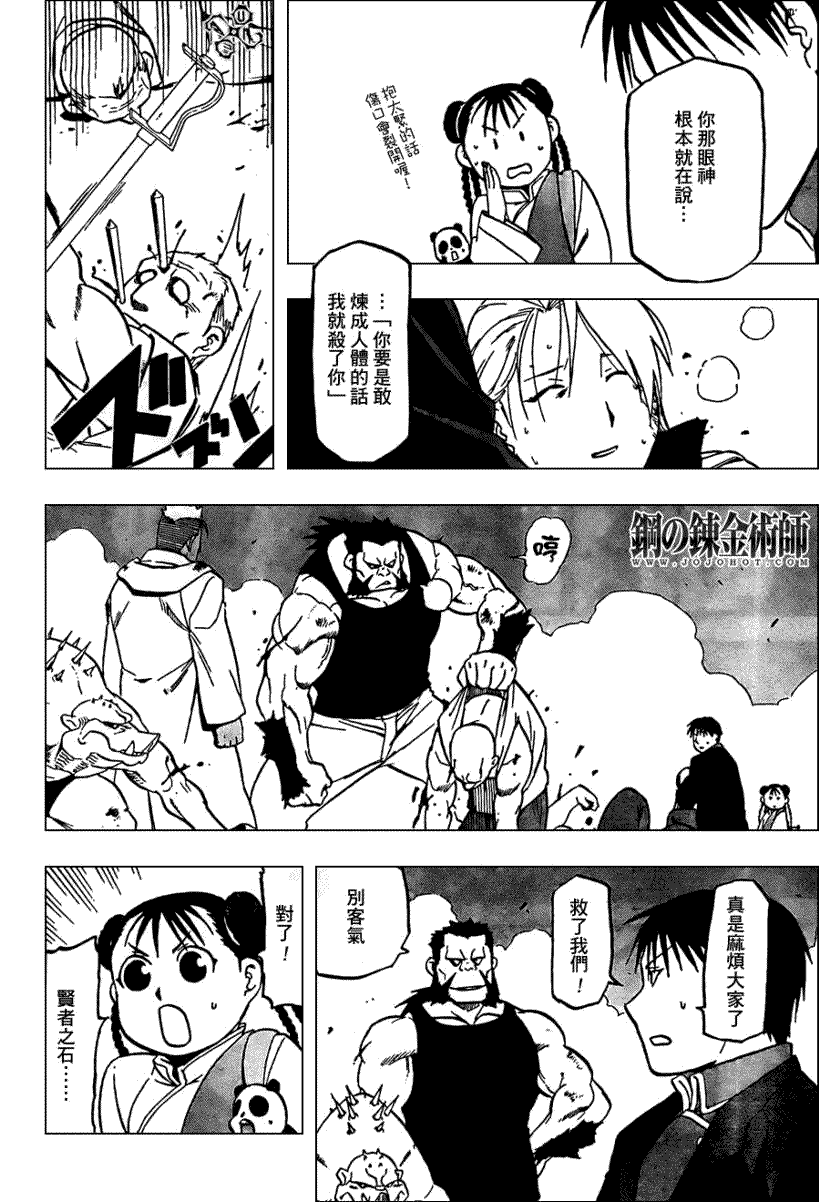 你那眼神
根本就在說…
抱太緊的話
傷口會裂開喔！
…「你要是敢
煉成人體的話
我就殺了你」
ズズン
哼
鋼の錬金術師
WWW.JOJOHOT.COM
真是麻煩大家了
救了我們！
別客氣
對了！
賢者之石……